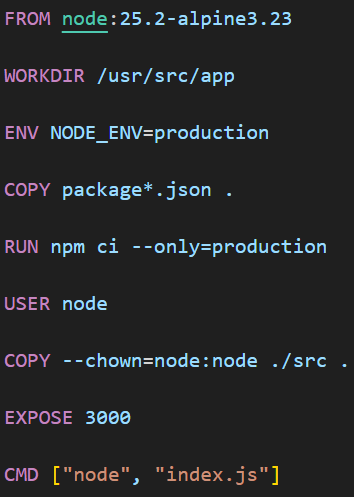 FROM node:25.2-alpine3.23
WORKDIR /usr/src/app
ENV NODE_ENV=production
COPY package*.json .
RUN npm ci --only=production
USER node
COPY --chown=node:node ./src .
EXPOSE 3000
CMD ["node", "index.js"]